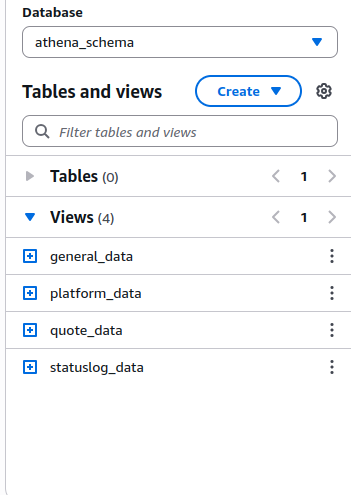 Database
athena_schema
Tables and views
Create
Filter tables and views
Tables (0)
1
Views (4)
1
general_data
platform_data
quote_data
statuslog_data